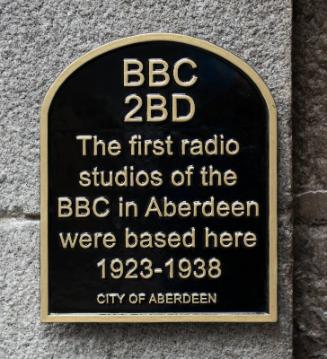 BBC
2BD
The first radio
studios of the
BBC in Aberdeen
were based here
1923-1938
CITY OF ABERDEEN